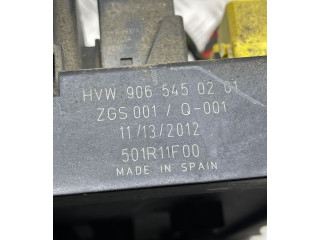 HVW 906 545 02 01
ZGS 001 / Q-001
11/13/2012
501R11F00
MADE IN SPAIN